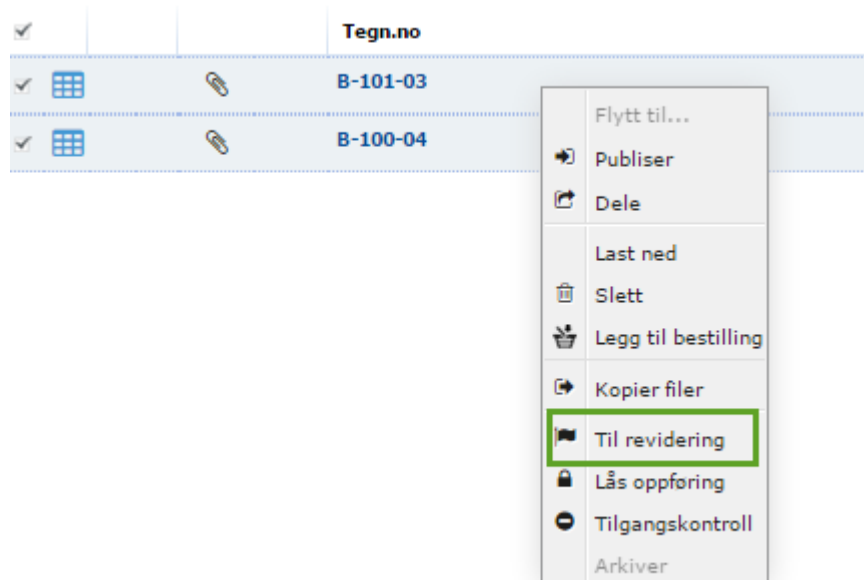 Tegn.no
B-101-03
B-100-04
Flytt til...
Publiser
Dele
Last ned
Slett
Legg til bestilling
Kopier filer
Til revidering
Lås oppføring
Tilgangskontroll
Arkiver